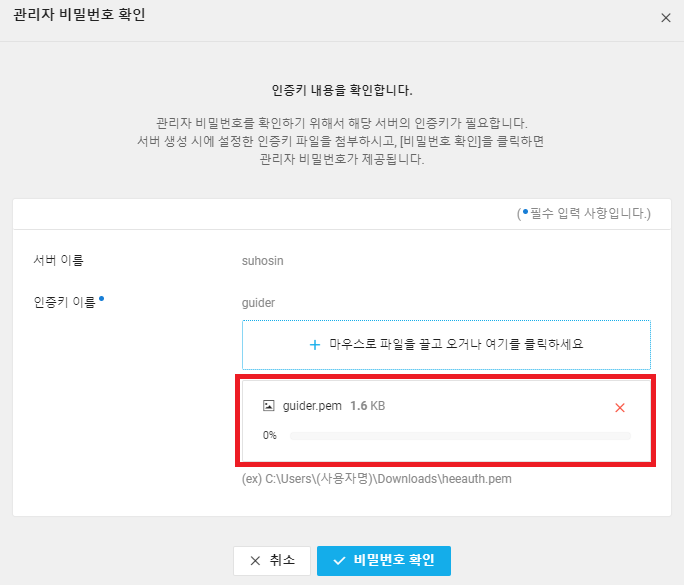 관리자 비밀번호 확인
인증키 내용을 확인합니다.
관리자 비밀번호를 확인하기 위해서 해당 서버의 인증키가 필요합니다.
서버 생성 시에 설정한 인증키 파일을 첨부하시고, [비밀번호 확인]을 클릭하면
관리자 비밀번호가 제공됩니다.
(•필수 입력 사항입니다.)
서버 이름 suhosin
인증키 이름• guider
+ 마우스로 파일을 끌고 오거나 여기를 클릭하세요
guider.pem 1.6 KB
0%
(ex) C:\Users\(사용자명)\Downloads\heeauth.pem
취소 비밀번호 확인